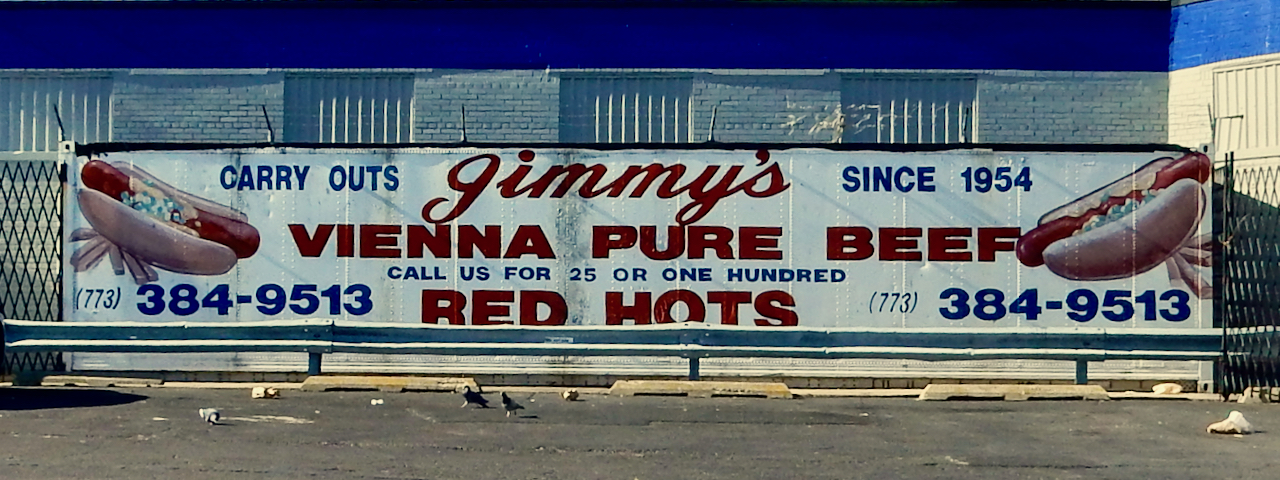 CARRY OUTS Jimmy's SINCE 1954
VIENNA PURE BEEF
CALL US FOR 25 OR ONE HUNDRED
(773) 384-9513 RED HOTS (773) 384-9513